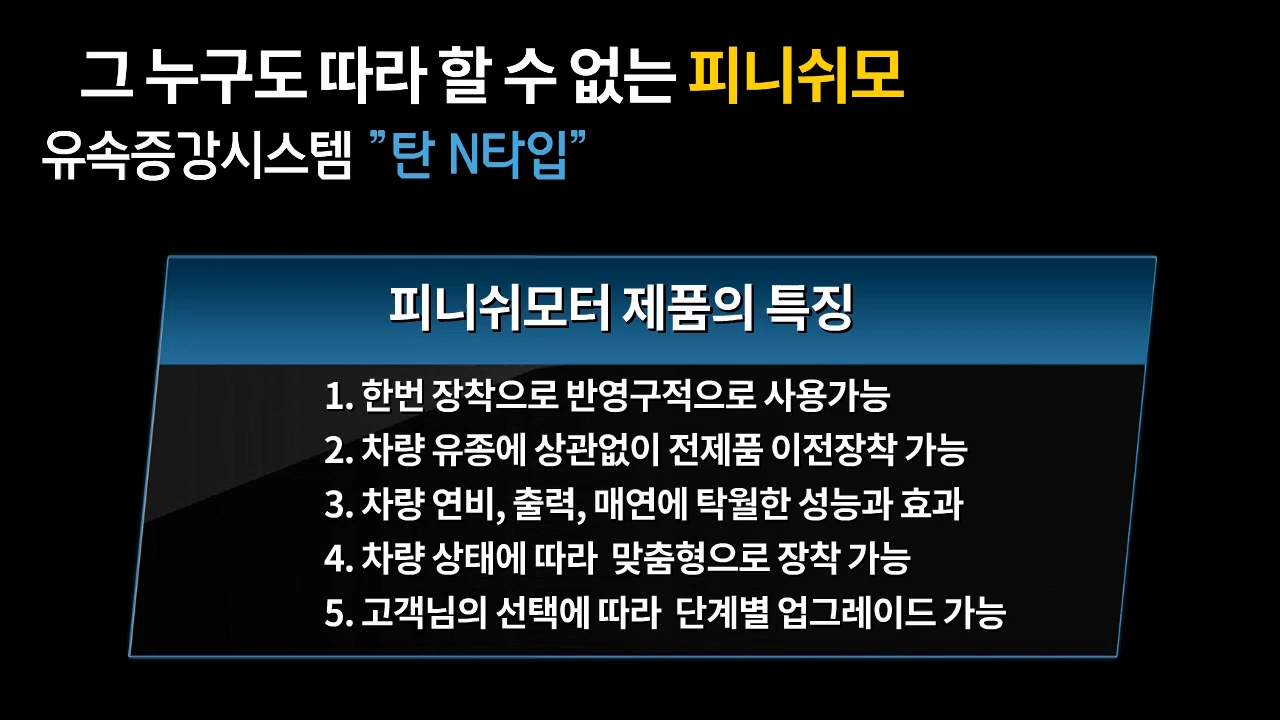 그 누구도 따라 할 수 없는 피니쉬모
유속증강시스템 ”탄 N타입”
피니쉬모터 제품의 특징
1. 한번 장착으로 반영구적으로 사용가능
2. 차량 유종에 상관없이 전제품 이전장착 가능
3. 차량 연비, 출력, 매연에 탁월한 성능과 효과
4. 차량 상태에 따라 맞춤형으로 장착 가능
5. 고객님의 선택에 따라 단계별 업그레이드 가능